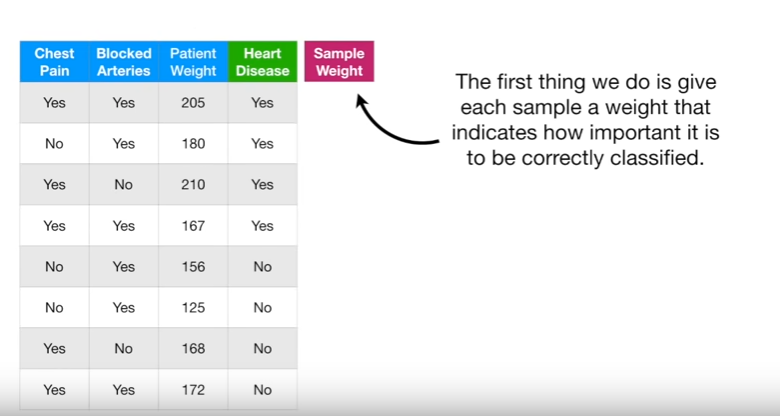 Chest Pain Blocked Arteries Patient Weight Heart Disease Sample Weight
Yes Yes 205 Yes
No Yes 180 Yes
Yes No 210 Yes
Yes Yes 167 Yes
No Yes 156 No
No Yes 125 No
Yes No 168 No
Yes Yes 172 No
The first thing we do is give
each sample a weight that
indicates how important it is
to be correctly classified.